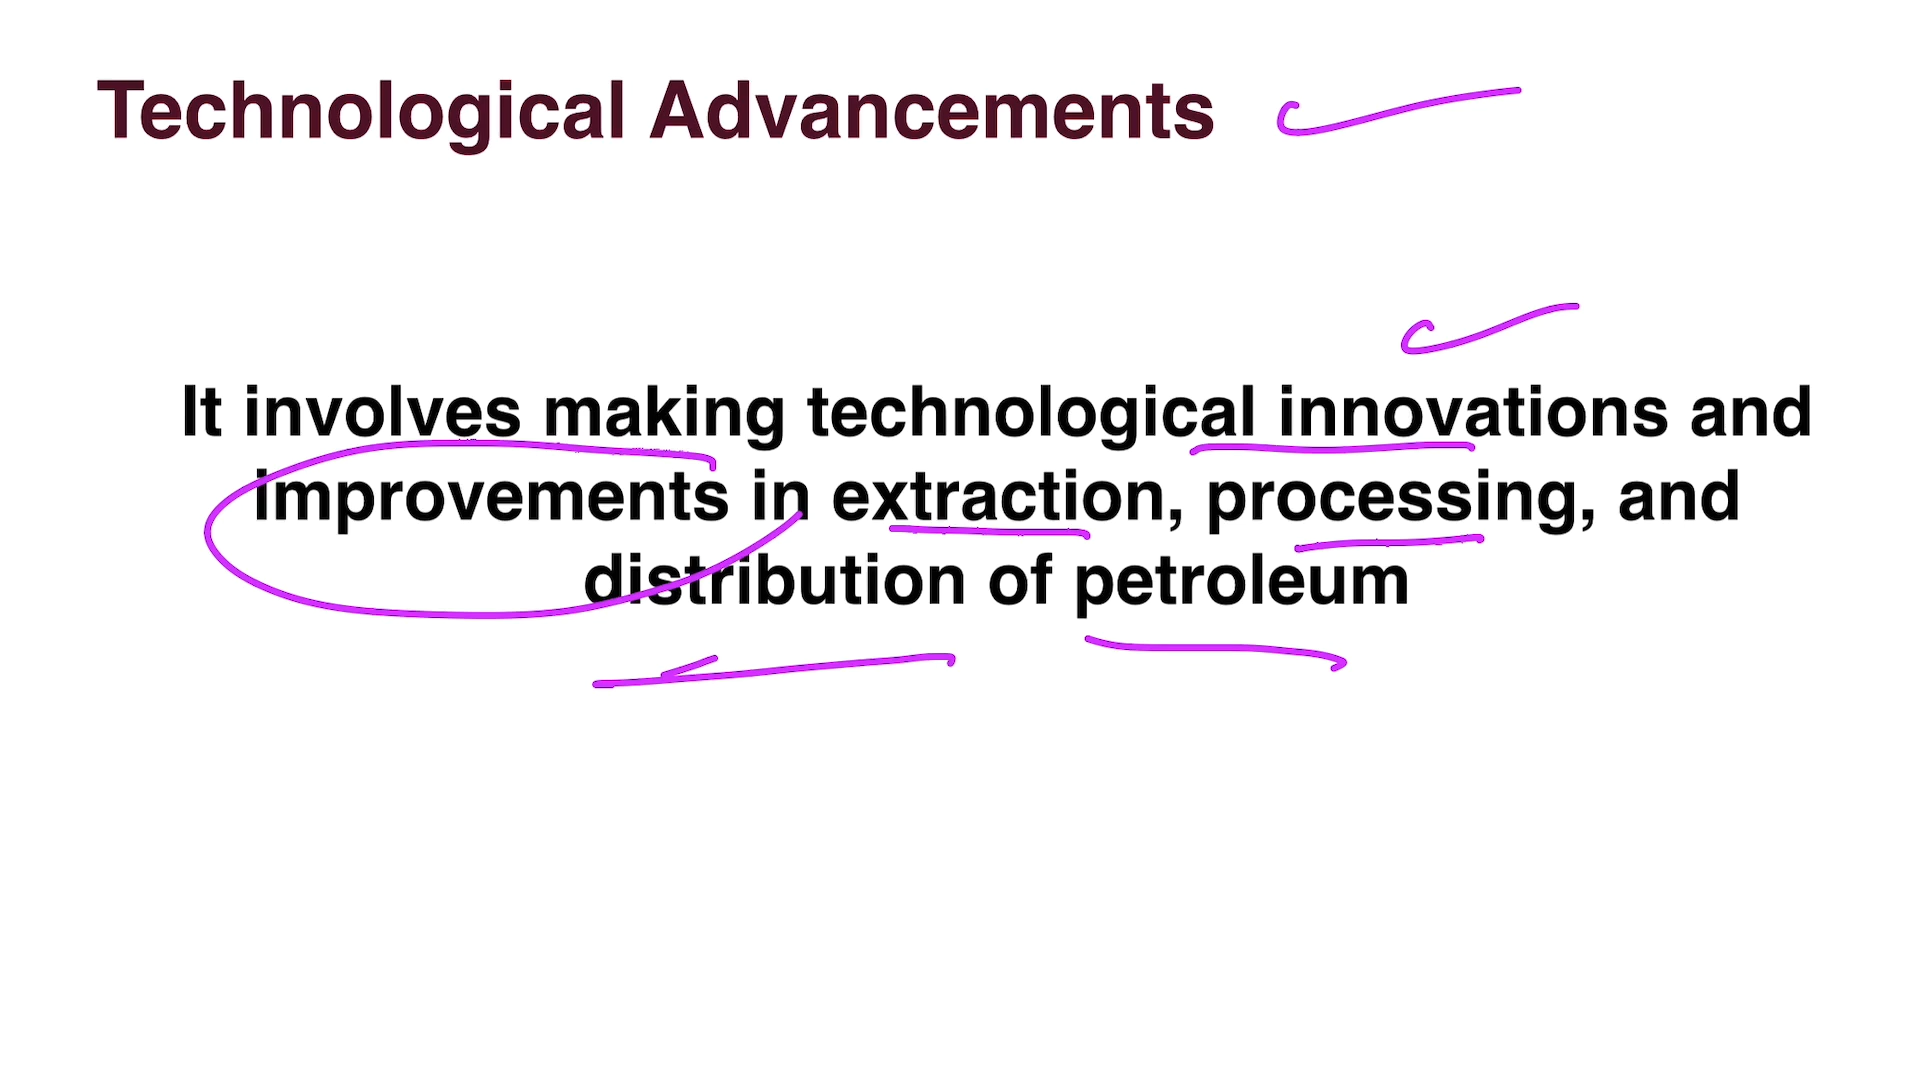 Technological Advancements
It involves making technological innovations and
improvements in extraction, processing, and
distribution of petroleum